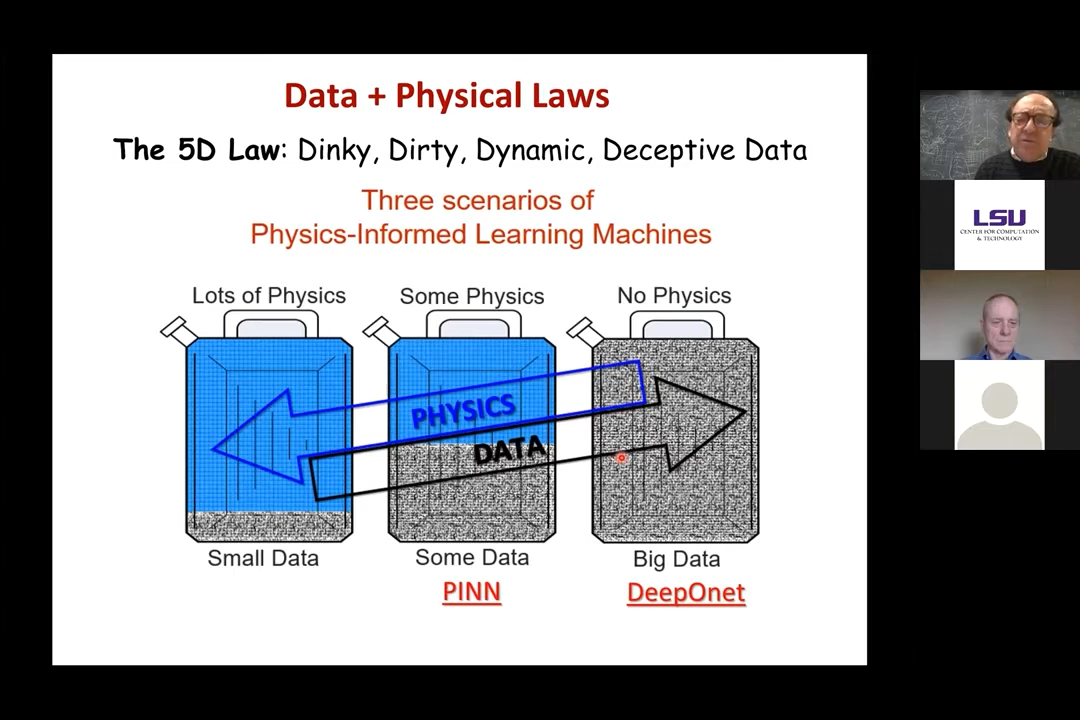 Data + Physical Laws
The 5D Law: Dinky, Dirty, Dynamic, Deceptive Data
Three scenarios of
Physics-Informed Learning Machines
Lots of Physics
Some Physics
No Physics
PHYSICS
DATA
Small Data
Some Data
Big Data
PINN
DeepOnet
LSU
CENTER FOR COMPUTATION
& TECHNOLOGY